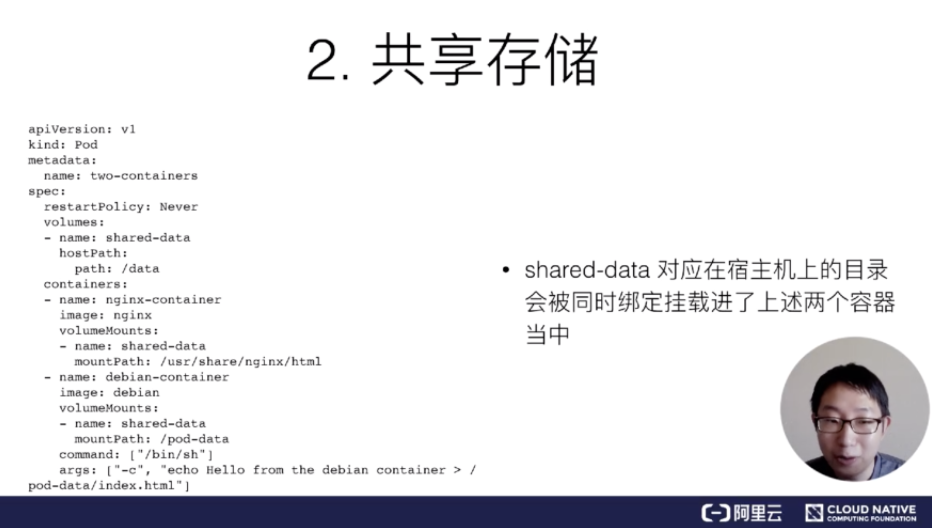 2. 共享存储
apiVersion: v1
kind: Pod
metadata:
  name: two-containers
spec:
  restartPolicy: Never
  volumes:
  - name: shared-data
    hostPath:
      path: /data
  containers:
  - name: nginx-container
    image: nginx
    volumeMounts:
    - name: shared-data
      mountPath: /usr/share/nginx/html
  - name: debian-container
    image: debian
    volumeMounts:
    - name: shared-data
      mountPath: /pod-data
    command: ["/bin/sh"]
    args: ["-c", "echo Hello from the debian container > /
pod-data/index.html"]
• shared-data 对应在宿主机上的目录
会被同时绑定挂载进了上述两个容器
当中
阿里云
CLOUD NATIVE
COMPUTING FOUNDATION